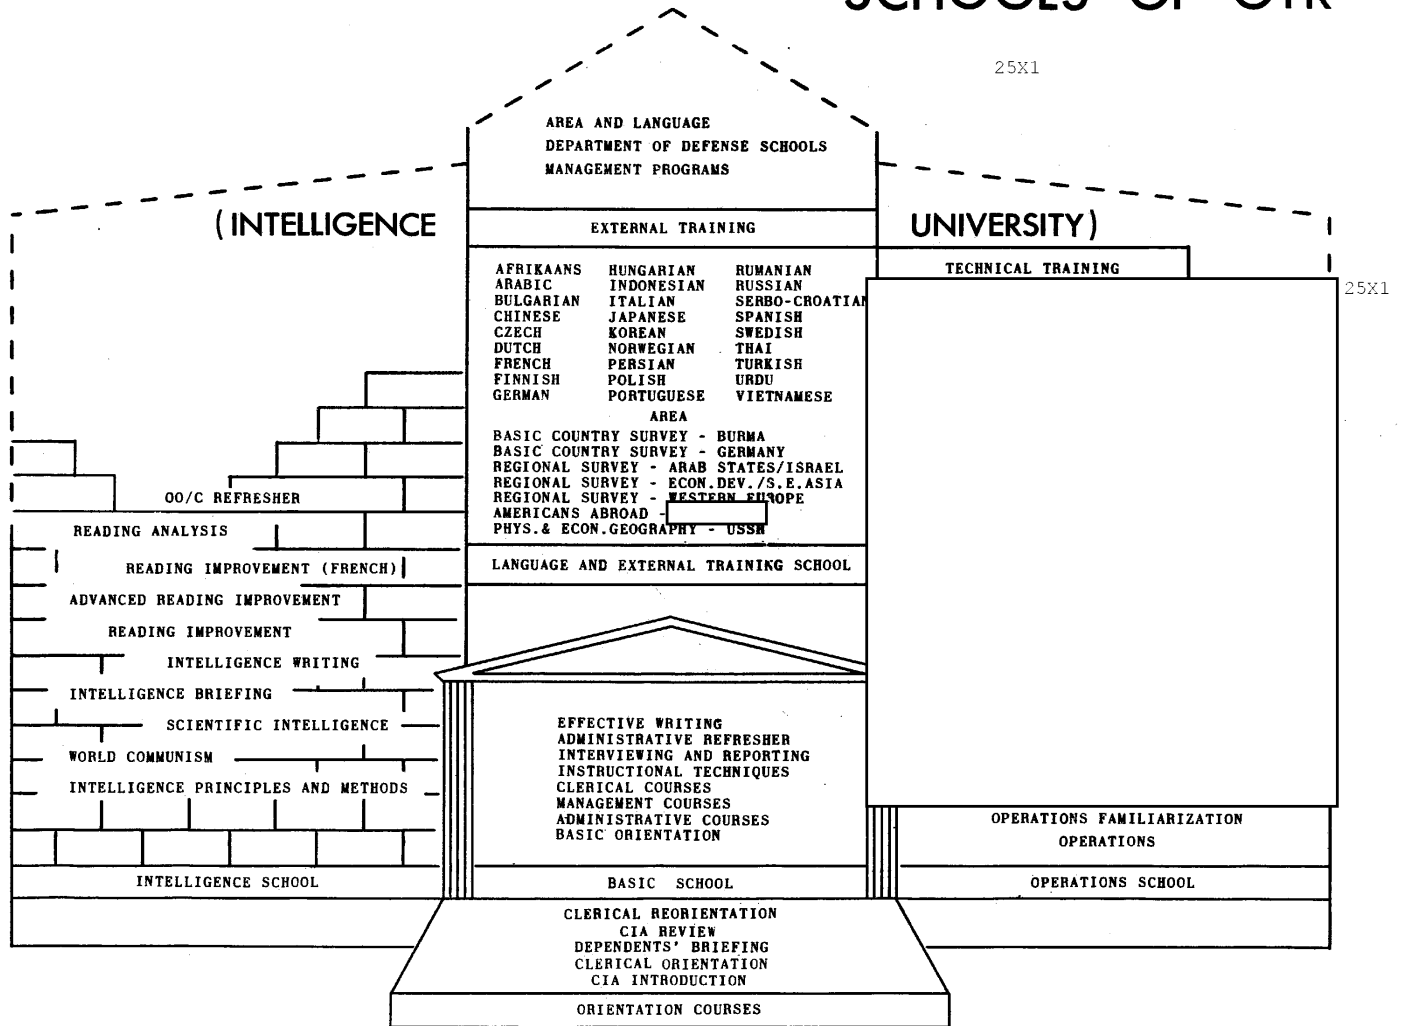 SCHOOLS OF OTR
25X1
AREA AND LANGUAGE
DEPARTMENT OF DEFENSE SCHOOLS
MANAGEMENT PROGRAMS
(INTELLIGENCE UNIVERSITY)
EXTERNAL TRAINING
TECHNICAL TRAINING
25X1
AFRIKAANS HUNGARIAN RUMANIAN
ARABIC INDONESIAN RUSSIAN
BULGARIAN ITALIAN SERBO-CROATIAN
CHINESE JAPANESE SPANISH
CZECH KOREAN SWEDISH
DUTCH NORWEGIAN THAI
FRENCH PERSIAN TURKISH
FINNISH POLISH URDU
GERMAN PORTUGUESE VIETNAMESE
AREA
BASIC COUNTRY SURVEY - BURMA
BASIC COUNTRY SURVEY - GERMANY
REGIONAL SURVEY - ARAB STATES/ISRAEL
REGIONAL SURVEY - ECON.DEV./S.E.ASIA
REGIONAL SURVEY - WESTERN EUROPE
AMERICANS ABROAD -
PHYS.& ECON.GEOGRAPHY - USSR
LANGUAGE AND EXTERNAL TRAINING SCHOOL
OO/C REFRESHER
READING ANALYSIS
READING IMPROVEMENT (FRENCH)
ADVANCED READING IMPROVEMENT
READING IMPROVEMENT
INTELLIGENCE WRITING
INTELLIGENCE BRIEFING
SCIENTIFIC INTELLIGENCE
WORLD COMMUNISM
INTELLIGENCE PRINCIPLES AND METHODS
INTELLIGENCE SCHOOL
EFFECTIVE WRITING
ADMINISTRATIVE REFRESHER
INTERVIEWING AND REPORTING
INSTRUCTIONAL TECHNIQUES
CLERICAL COURSES
MANAGEMENT COURSES
ADMINISTRATIVE COURSES
BASIC ORIENTATION
BASIC SCHOOL
OPERATIONS FAMILIARIZATION
OPERATIONS
OPERATIONS SCHOOL
CLERICAL REORIENTATION
CIA REVIEW
DEPENDENTS' BRIEFING
CLERICAL ORIENTATION
CIA INTRODUCTION
ORIENTATION COURSES